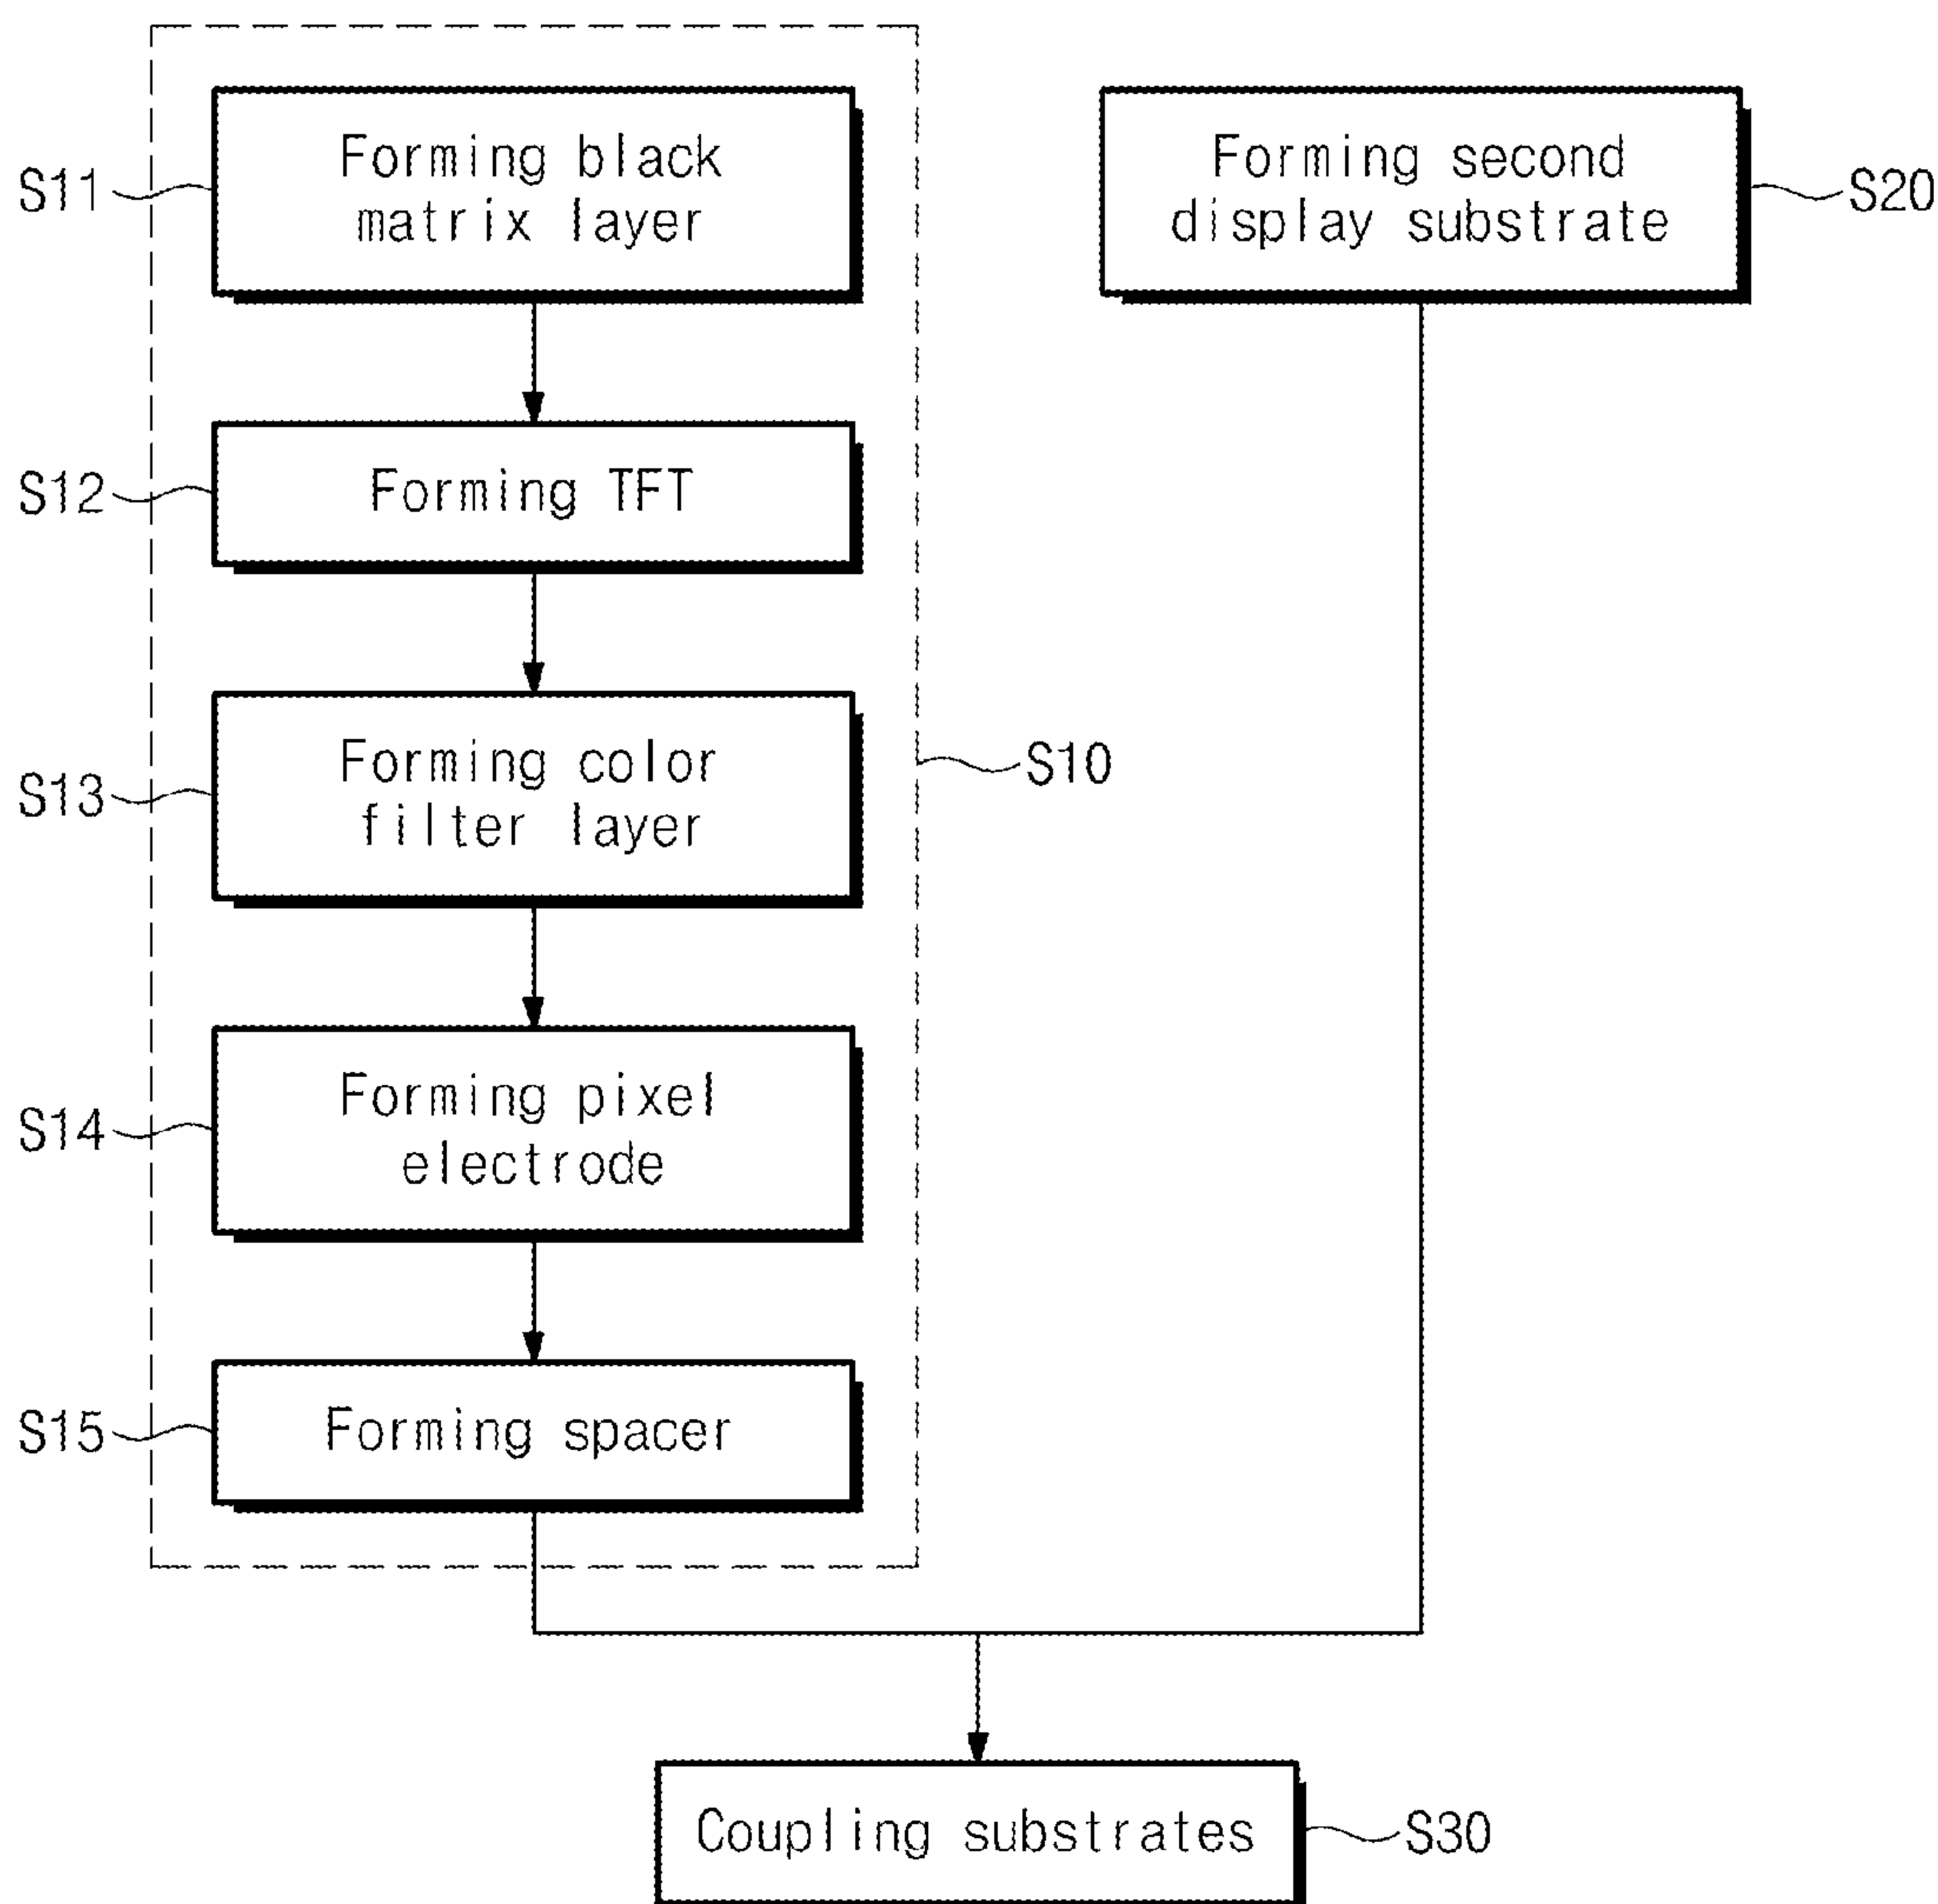 S11
Forming black
matrix layer
Forming second
display substrate
S20
S12
Forming TFT
S13
Forming color
filter layer
S10
S14
Forming pixel
electrode
S15
Forming spacer
Coupling substrates
S30